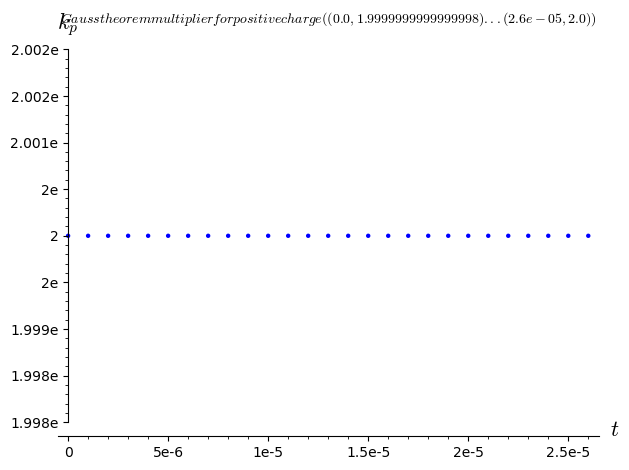 Gausstheoremmultiplierforpositivecharge((0.0, 1.9999999999999998)...(2.6e − 05, 2.0))
k_p
2.002e
2.002e
2.001e
2e
2
2e
1.999e
1.998e
1.998e
t
0 5e-6 1e-5 1.5e-5 2e-5 2.5e-5